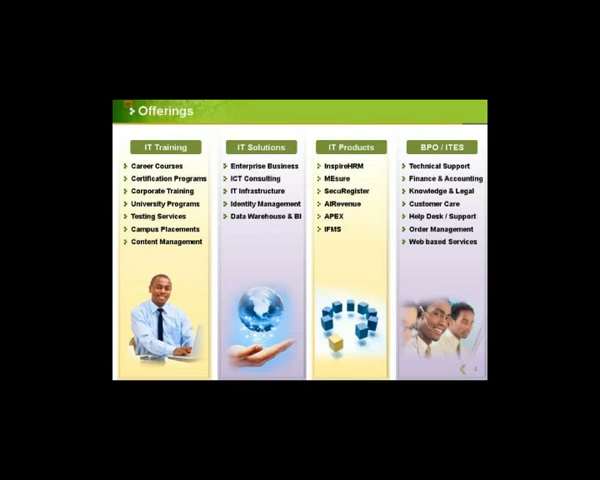 Offerings
IT Training
Career Courses
Certification Programs
Corporate Training
University Programs
Testing Services
Campus Placements
Content Management
IT Solutions
Enterprise Business
ICT Consulting
IT Infrastructure
Identity Management
Data Warehouse & BI
IT Products
InspireHRM
MEsure
SecuRegister
AIRevenue
APEX
IFMS
BPO / ITES
Technical Support
Finance & Accounting
Knowledge & Legal
Customer Care
Help Desk / Support
Order Management
Web based Services
4